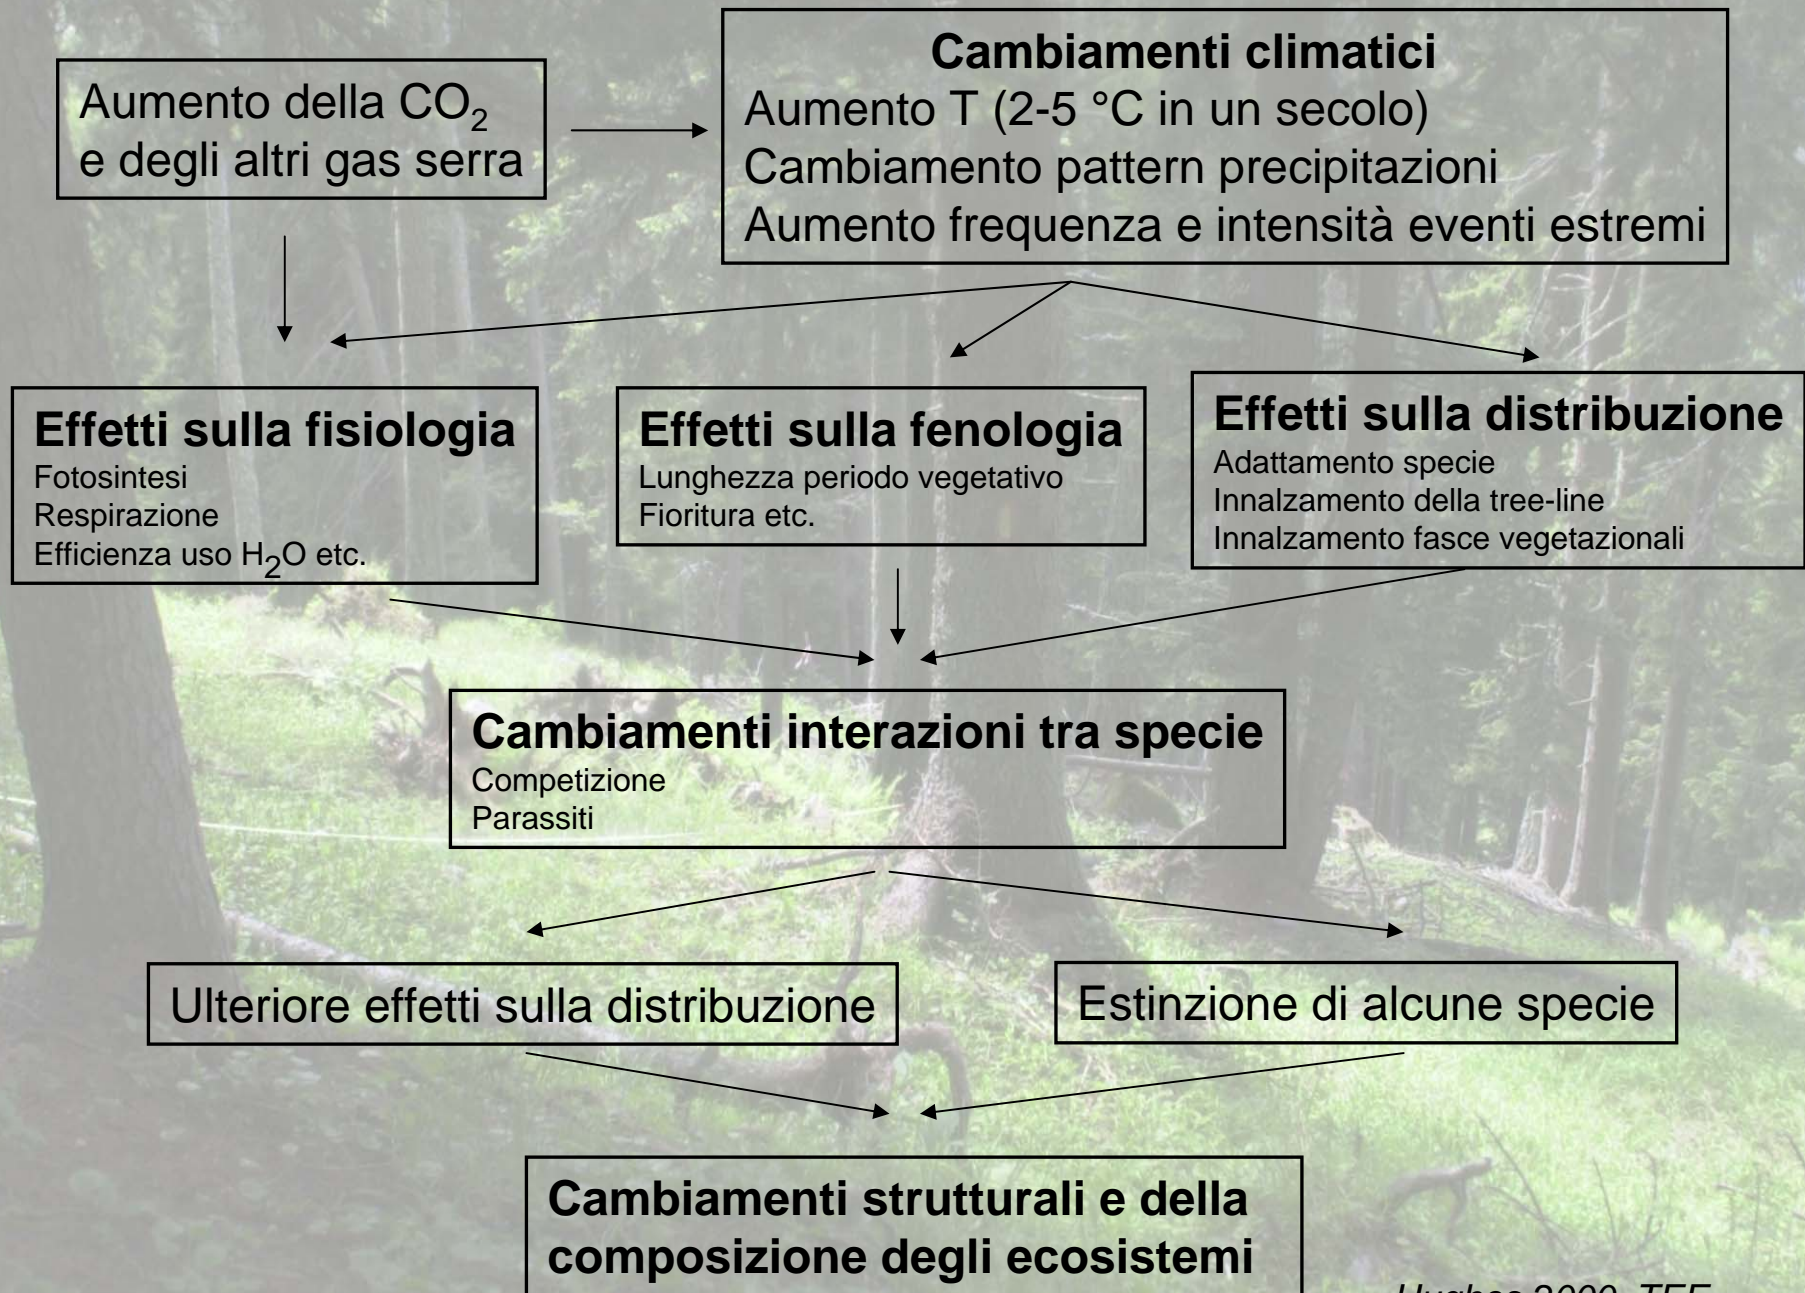 Aumento della CO₂
e degli altri gas serra
Cambiamenti climatici
Aumento T (2-5 °C in un secolo)
Cambiamento pattern precipitazioni
Aumento frequenza e intensità eventi estremi
Effetti sulla fisiologia
Fotosintesi
Respirazione
Efficienza uso H₂O etc.
Effetti sulla fenologia
Lunghezza periodo vegetativo
Fioritura etc.
Effetti sulla distribuzione
Adattamento specie
Innalzamento della tree-line
Innalzamento fasce vegetazionali
Cambiamenti interazioni tra specie
Competizione
Parassiti
Ulteriore effetti sulla distribuzione
Estinzione di alcune specie
Cambiamenti strutturali e della
composizione degli ecosistemi
Hughes 2000, TEE